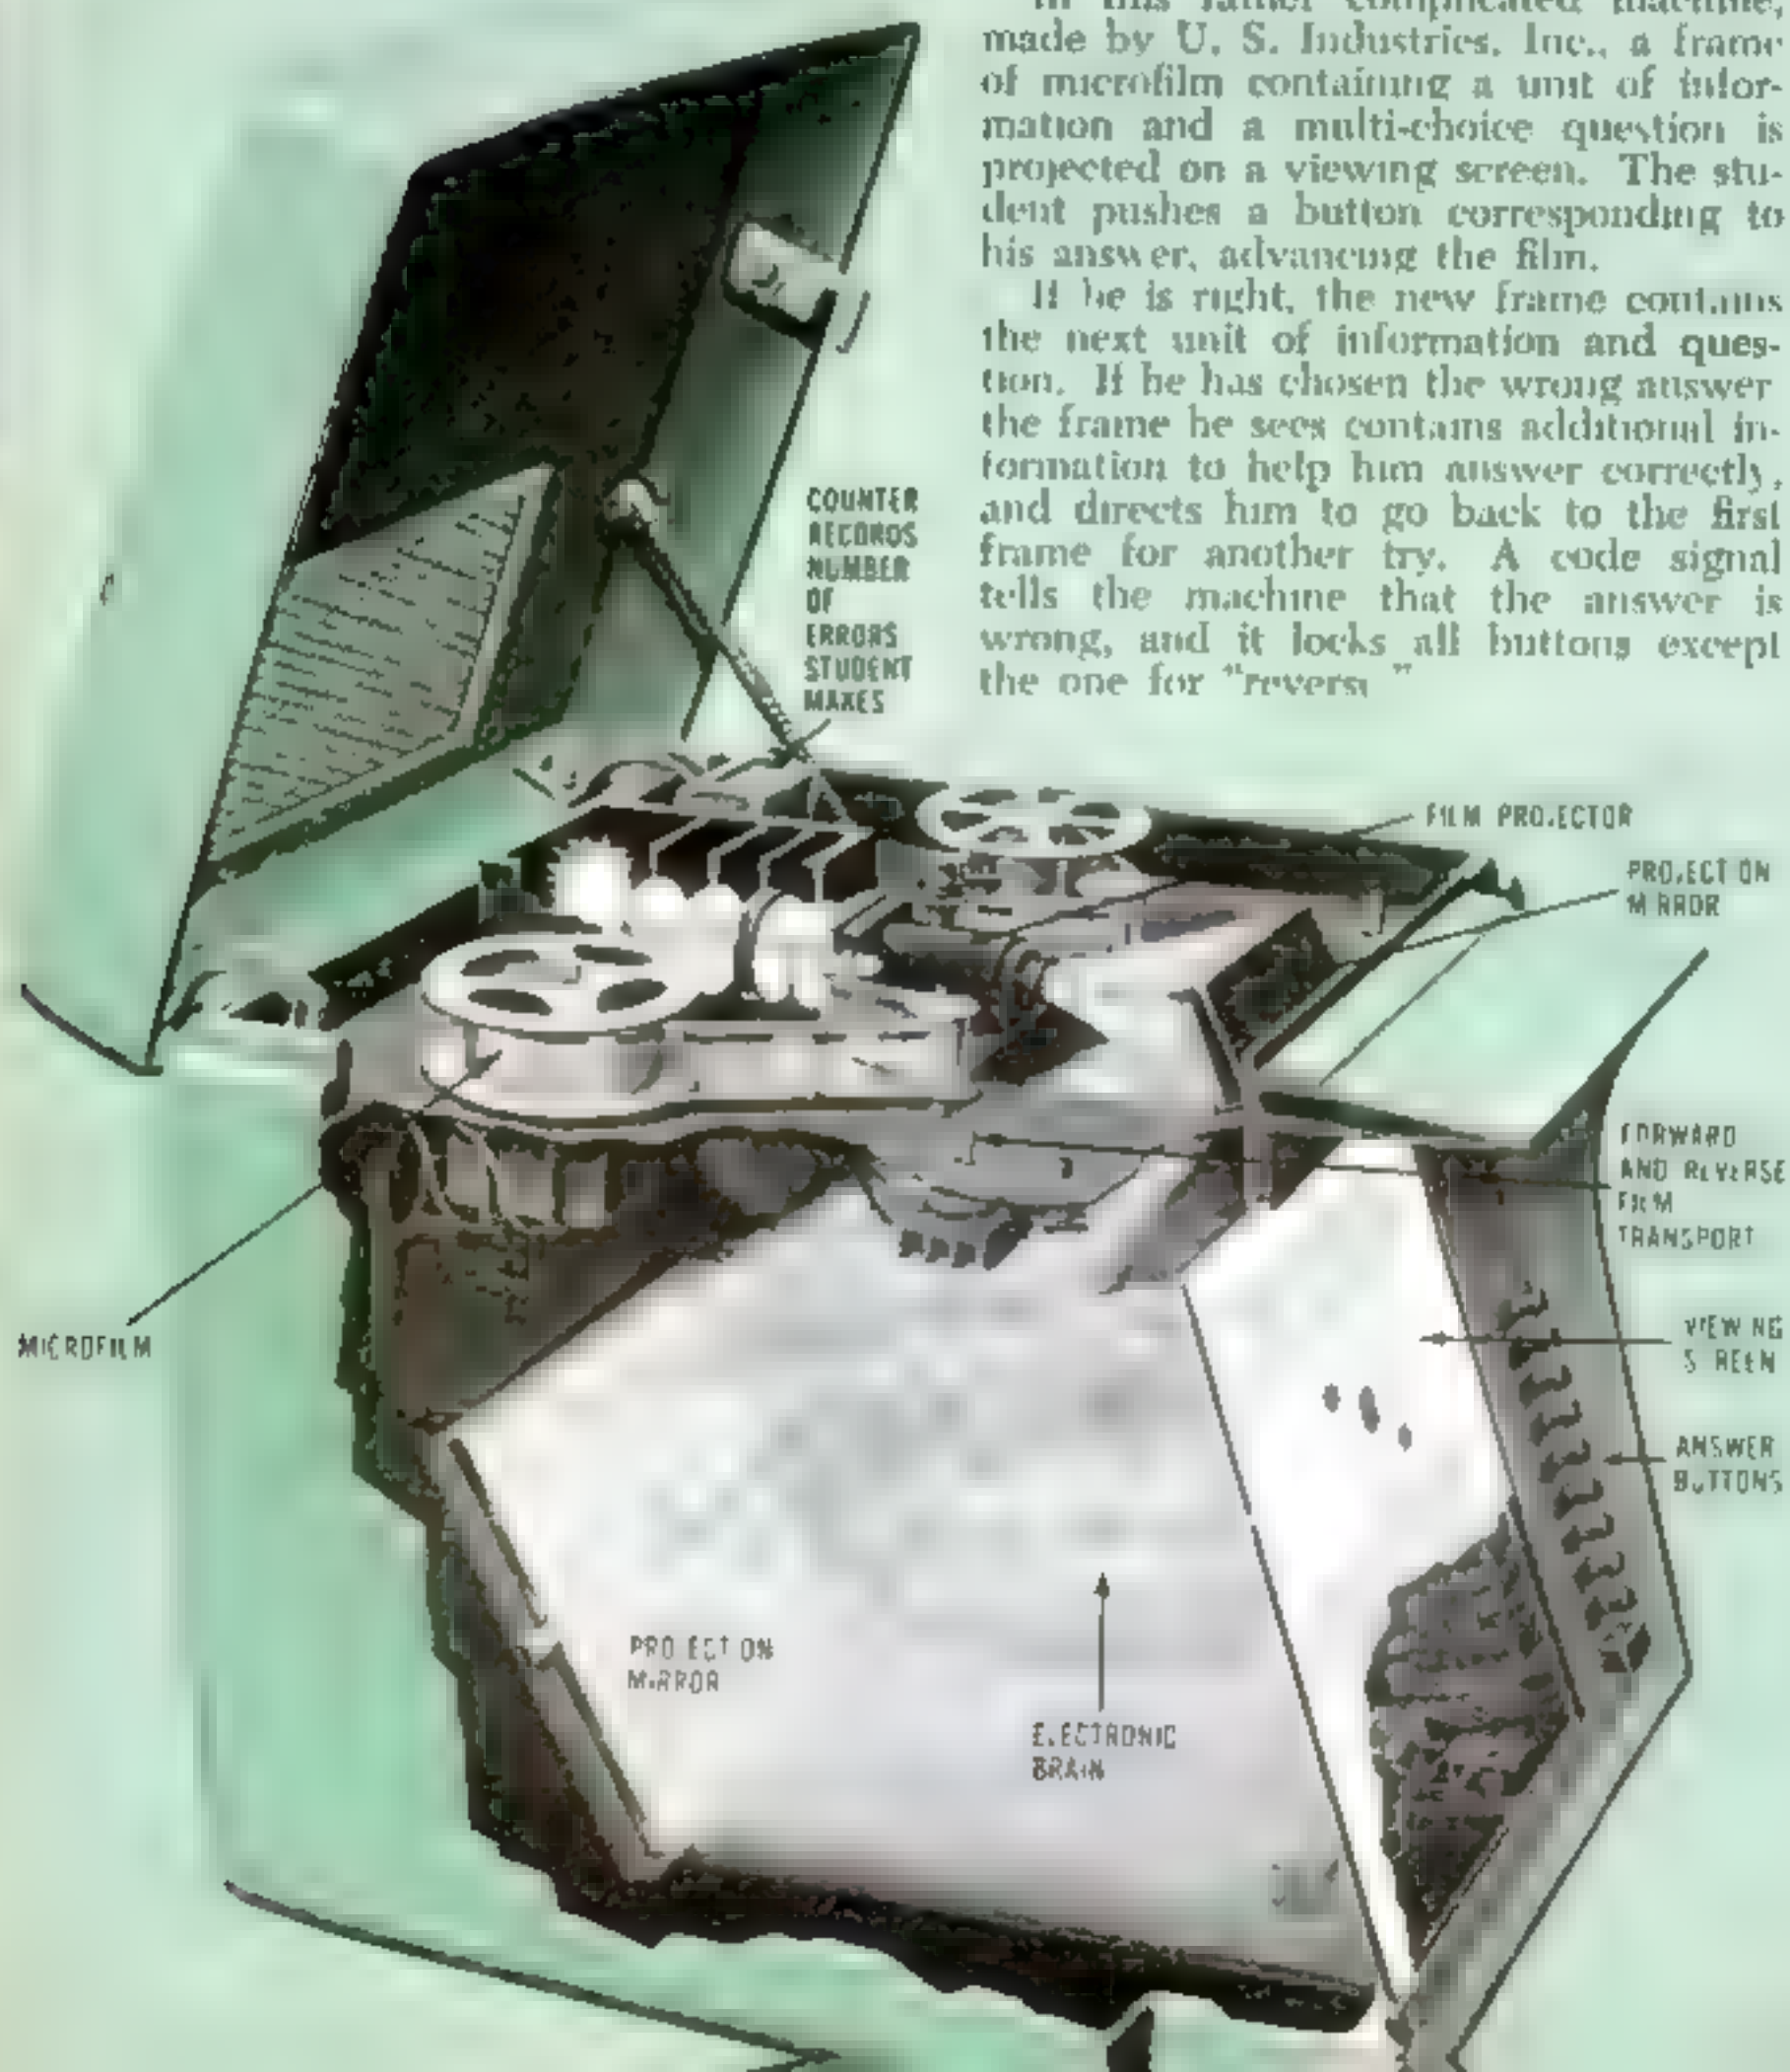 In this rather complicated machine,
made by U. S. Industries, Inc., a frame
of microfilm containing a unit of infor-
mation and a multi-choice question is
projected on a viewing screen. The stu-
dent pushes a button corresponding to
his answer, advancing the film.
If he is right, the new frame contains
the next unit of information and ques-
tion. If he has chosen the wrong answer
the frame he sees contains additional in-
formation to help him answer correctly,
and directs him to go back to the first
frame for another try. A code signal
tells the machine that the answer is
wrong, and it locks all buttons except
the one for "reverse"
COUNTER
RECORDS
NUMBER
OF
ERRORS
STUDENT
MAKES
FILM PROJECTOR
PROJECTION
MIRROR
FORWARD
AND REVERSE
FILM
TRANSPORT
MICROFILM
VIEWING
SCREEN
ANSWER
BUTTONS
PROJECTION
MIRROR
ELECTRONIC
BRAIN